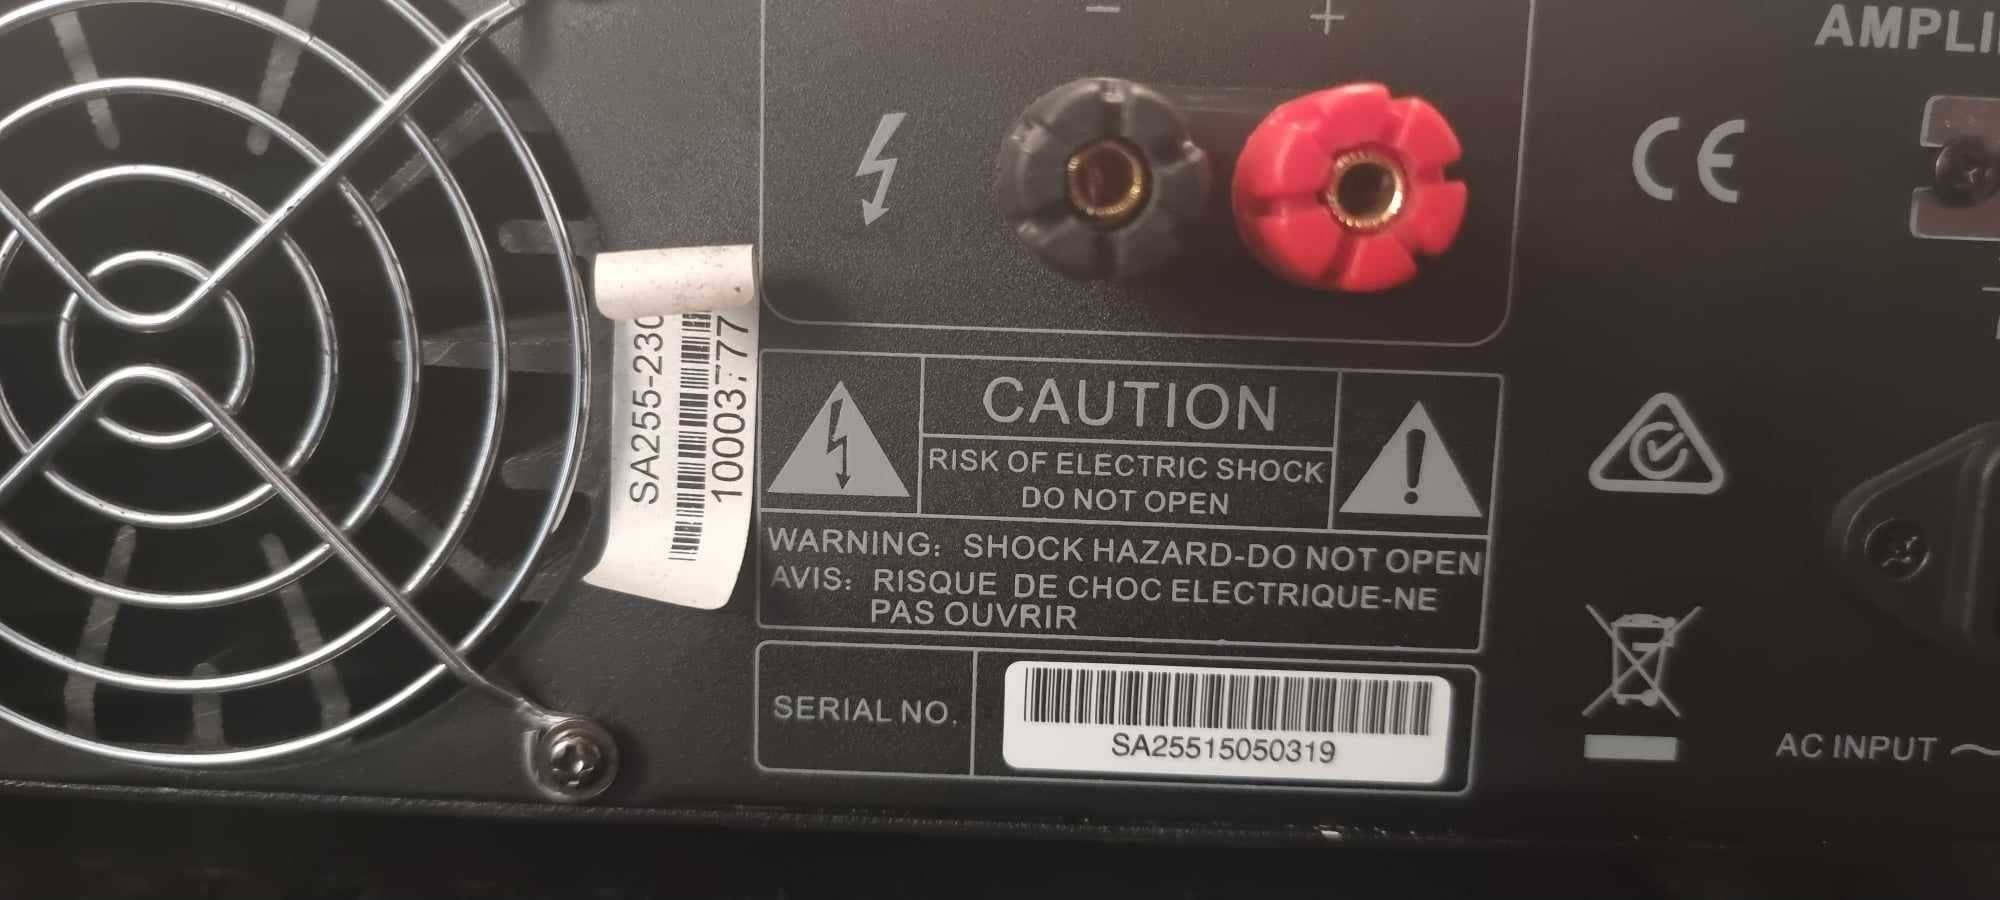 − +
AMPLI
CE
SA255-230
10003777
CAUTION
RISK OF ELECTRIC SHOCK
DO NOT OPEN
WARNING: SHOCK HAZARD-DO NOT OPEN
AVIS: RISQUE DE CHOC ELECTRIQUE-NE
PAS OUVRIR
SERIAL NO.
SA25515050319
AC INPUT ~